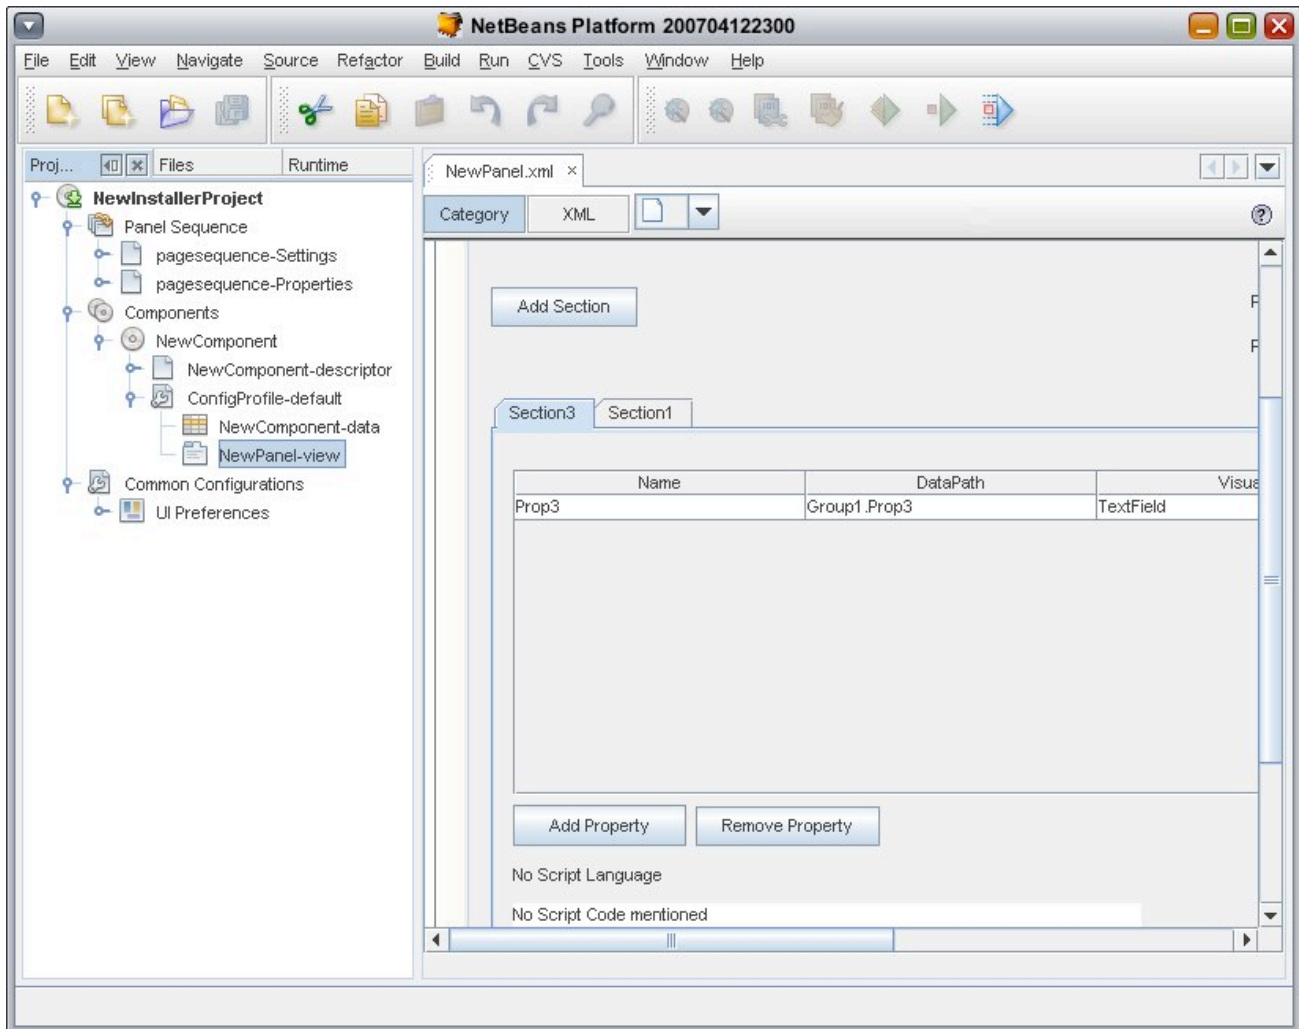 NetBeans Platform 200704122300
File Edit View Navigate Source Refactor Build Run CVS Tools Window Help
Proj... Files Runtime
NewInstallerProject
Panel Sequence
pagesequence-Settings
pagesequence-Properties
Components
NewComponent
NewComponent-descriptor
ConfigProfile-default
NewComponent-data
NewPanel-view
Common Configurations
UI Preferences
NewPanel.xml
Category XML
Add Section
Section3 Section1
Name DataPath Visua
Prop3 Group1.Prop3 TextField
Add Property Remove Property
No Script Language
No Script Code mentioned